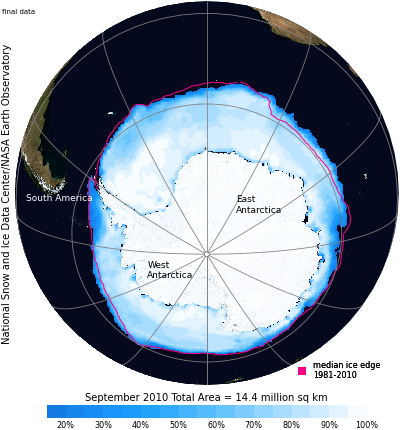 final data
National Snow and Ice Data Center/NASA Earth Observatory
South America
East
Antarctica
West
Antarctica
median ice edge
1981-2010
September 2010 Total Area = 14.4 million sq km
20% 30% 40% 50% 60% 70% 80% 90% 100%